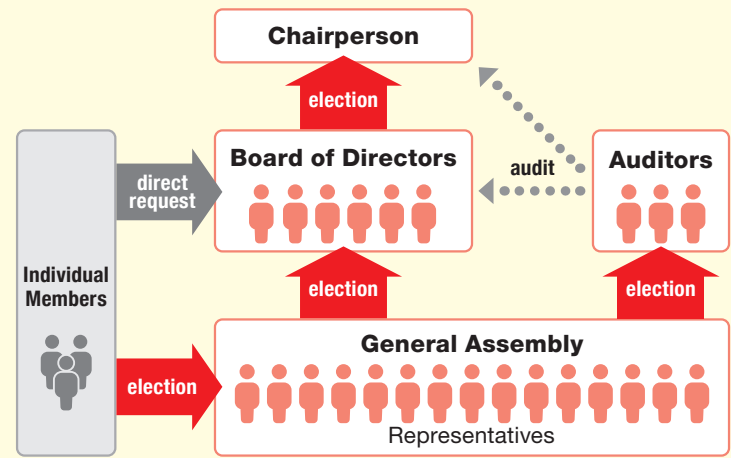 Chairperson
election
Board of Directors
Auditors
audit
direct
request
Individual
Members
election
election
General Assembly
election
Representatives